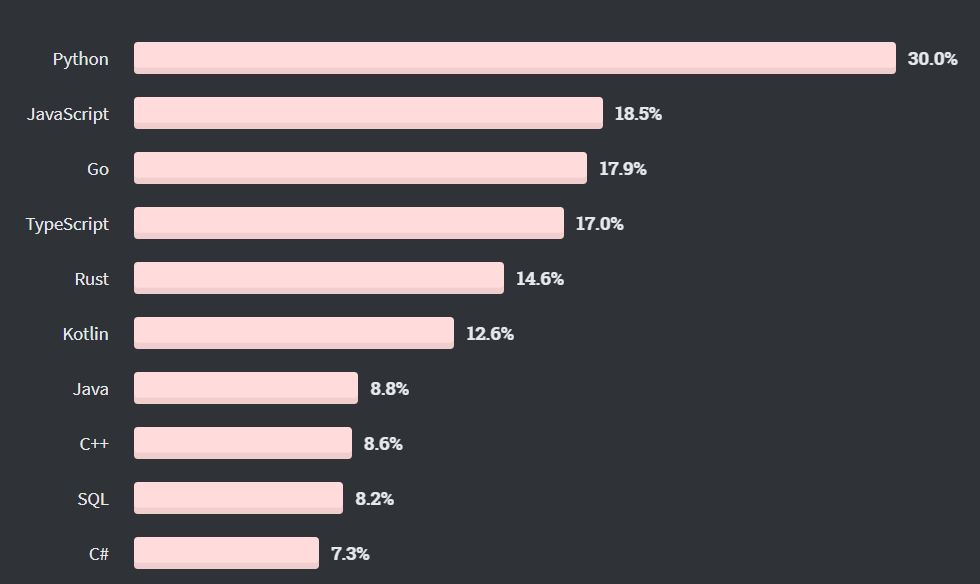 Python 30.0%
JavaScript 18.5%
Go 17.9%
TypeScript 17.0%
Rust 14.6%
Kotlin 12.6%
Java 8.8%
C++ 8.6%
SQL 8.2%
C# 7.3%